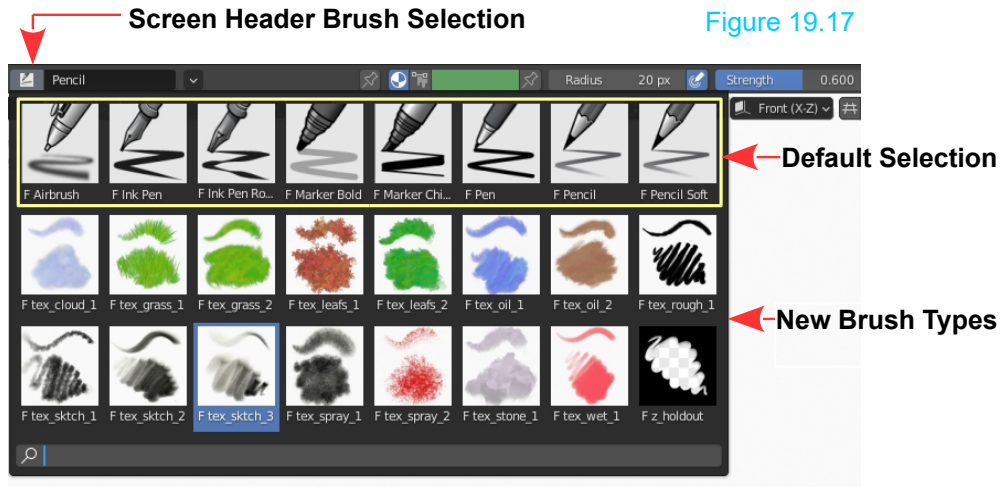 Screen Header Brush Selection
Figure 19.17
Pencil Radius 20 px Strength 0.600
Front (X-Z)
Default Selection
F Airbrush F Ink Pen F Ink Pen Ro... F Marker Bold F Marker Chi... F Pen F Pencil F Pencil Soft
F tex_cloud_1 F tex_grass_1 F tex_grass_2 F tex_leafs_1 F tex_leafs_2 F tex_oil_1 F tex_oil_2 F tex_rough_1
New Brush Types
F tex_sktch_1 F tex_sktch_2 F tex_sktch_3 F tex_spray_1 F tex_spray_2 F tex_stone_1 F tex_wet_1 F z_holdout